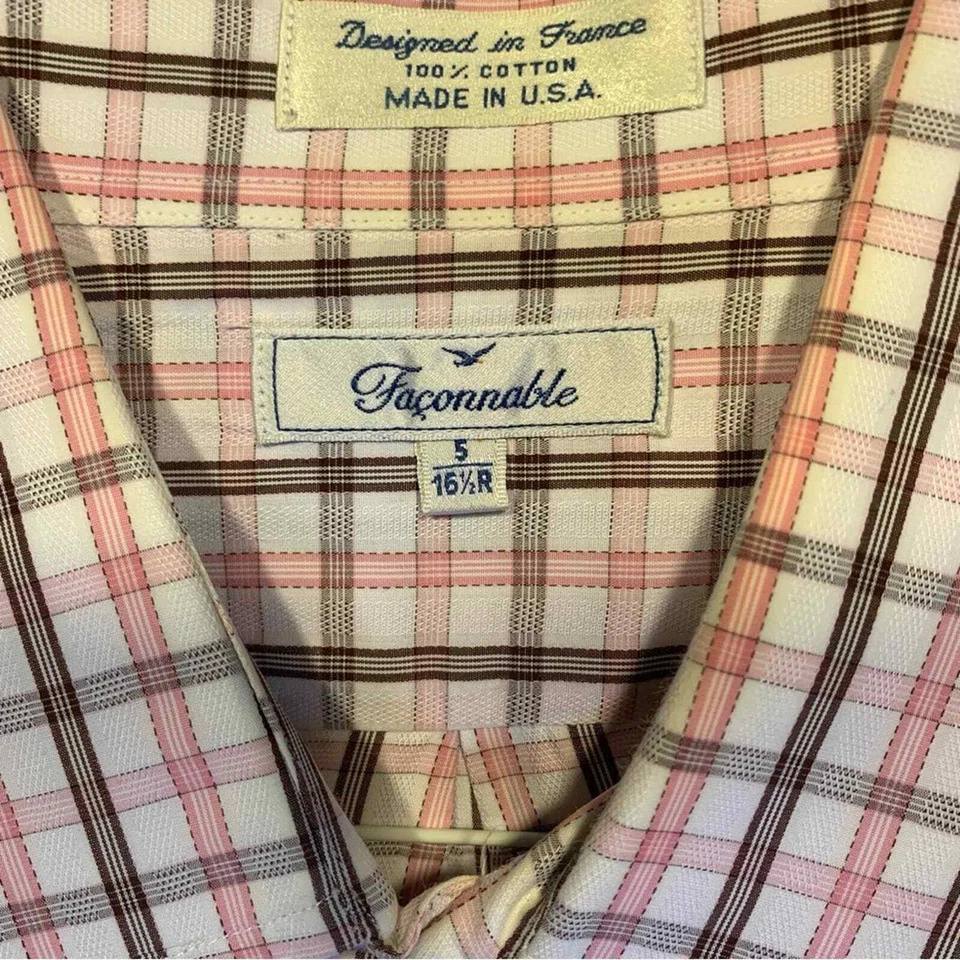 Designed in France
100% COTTON
MADE IN U.S.A.
Façonnable
5
16½R